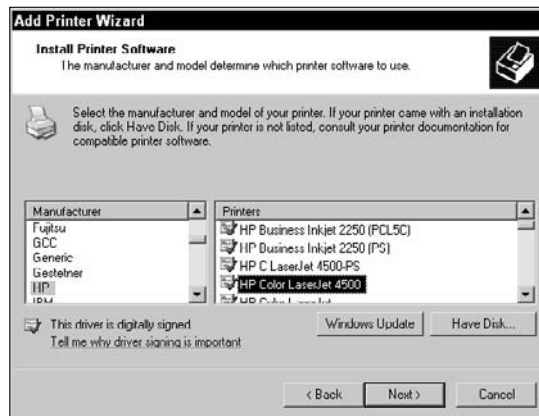 Add Printer Wizard
Install Printer Software
The manufacturer and model determine which printer software to use.
Select the manufacturer and model of your printer. If your printer came with an installation
disk, click Have Disk. If your printer is not listed, consult your printer documentation for
compatible printer software.
Manufacturer
Fujitsu
GCC
Generic
Gestetner
HP
IBM
Printers
HP Business Inkjet 2250 (PCL5C)
HP Business Inkjet 2250 (PS)
HP C LaserJet 4500-PS
HP Color LaserJet 4500
HP Color LaserJet
This driver is digitally signed
Tell me why driver signing is important
Windows Update
Have Disk...
< Back
Next >
Cancel